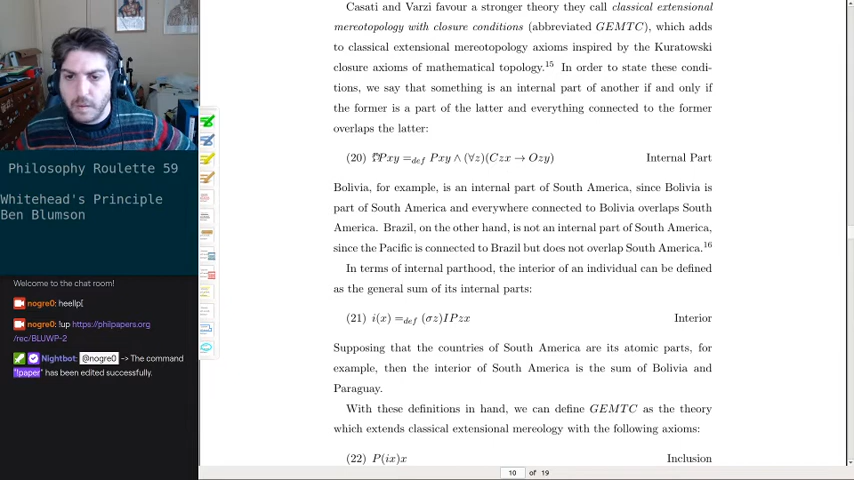 Philosophy Roulette 59
Whitehead's Principle
Ben Blumson
Welcome to the chat room!
nogre0: heellp[
nogre0: !up https://philpapers.org
/rec/BLUWP-2
Nightbot: @nogre0 -> The command
"!paper" has been edited successfully.
Casati and Varzi favour a stronger theory they call classical extensional
mereotopology with closure conditions (abbreviated GEMTC), which adds
to classical extensional mereotopology axioms inspired by the Kuratowski
closure axioms of mathematical topology.15 In order to state these condi-
tions, we say that something is an internal part of another if and only if
the former is a part of the latter and everything connected to the former
overlaps the latter:
(20) IPxy =def Pxy ∧ (∀z)(Czx → Ozy) Internal Part
Bolivia, for example, is an internal part of South America, since Bolivia is
part of South America and everywhere connected to Bolivia overlaps South
America. Brazil, on the other hand, is not an internal part of South America,
since the Pacific is connected to Brazil but does not overlap South America.16
In terms of internal parthood, the interior of an individual can be defined
as the general sum of its internal parts:
(21) i(x) =def (σz)IPzx Interior
Supposing that the countries of South America are its atomic parts, for
example, then the interior of South America is the sum of Bolivia and
Paraguay.
With these definitions in hand, we can define GEMTC as the theory
which extends classical extensional mereology with the following axioms:
(22) P(ix)x Inclusion
10 of 19